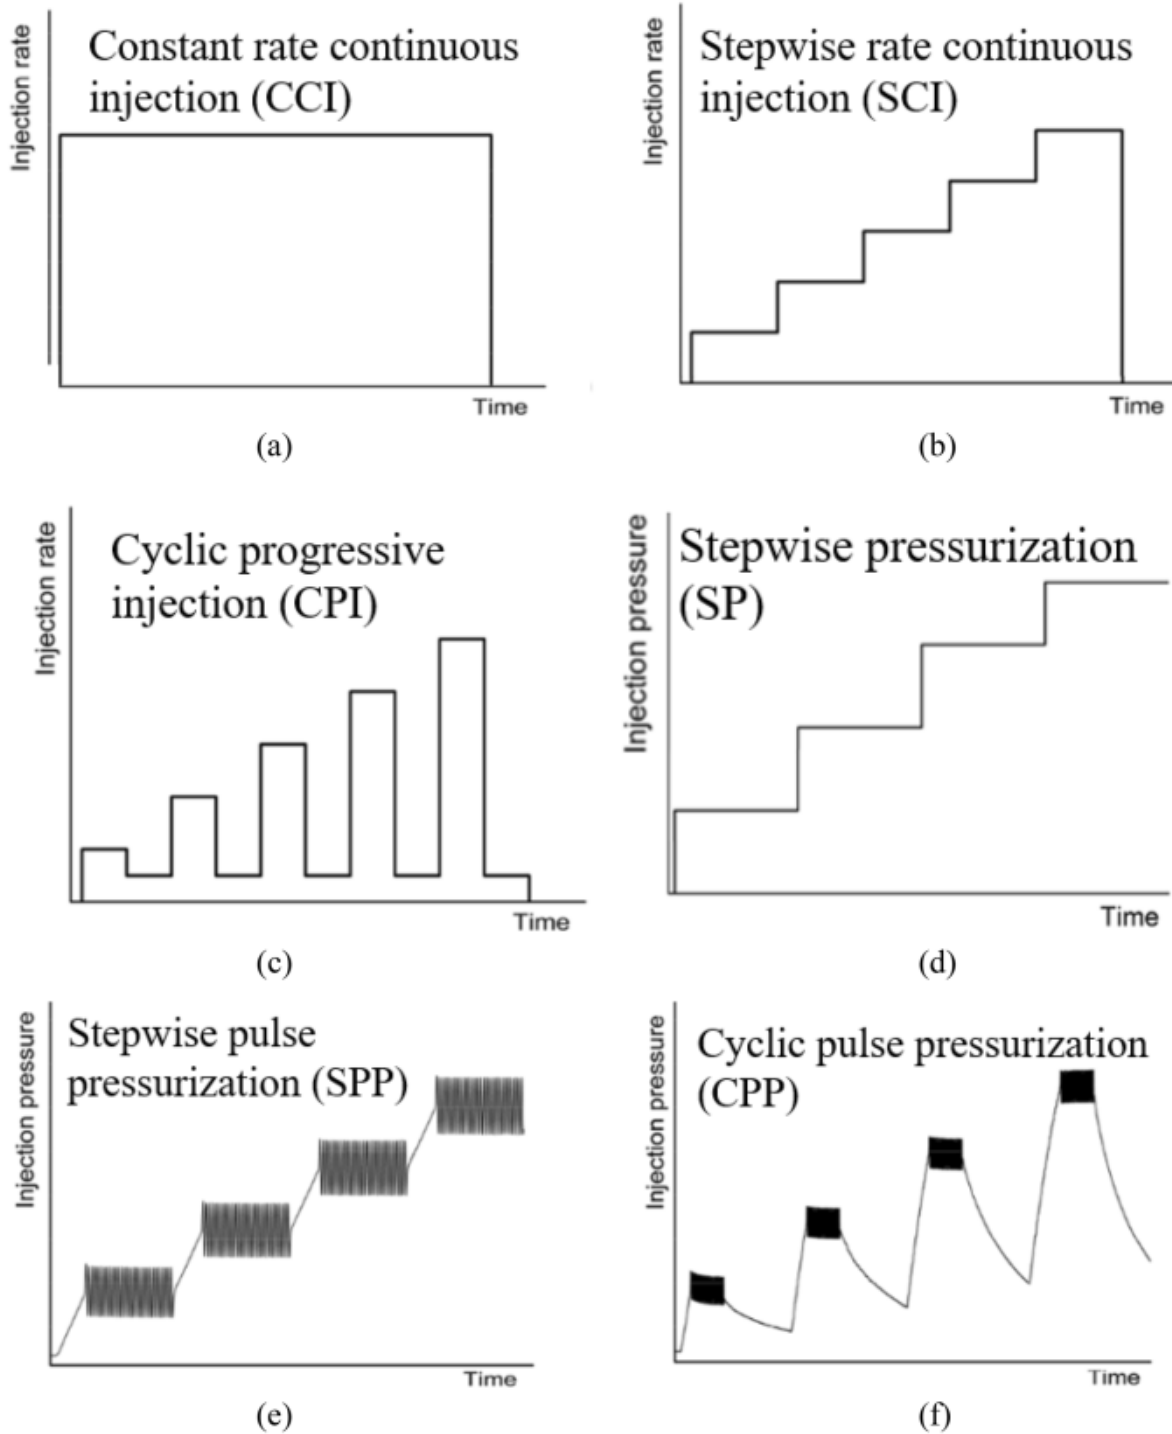 Injection rate
Constant rate continuous
injection (CCI)
Time
(a)
Injection rate
Stepwise rate continuous
injection (SCI)
Time
(b)
Injection rate
Cyclic progressive
injection (CPI)
Time
(c)
Injection pressure
Stepwise pressurization
(SP)
Time
(d)
Injection pressure
Stepwise pulse
pressurization (SPP)
Time
(e)
Injection pressure
Cyclic pulse pressurization
(CPP)
Time
(f)